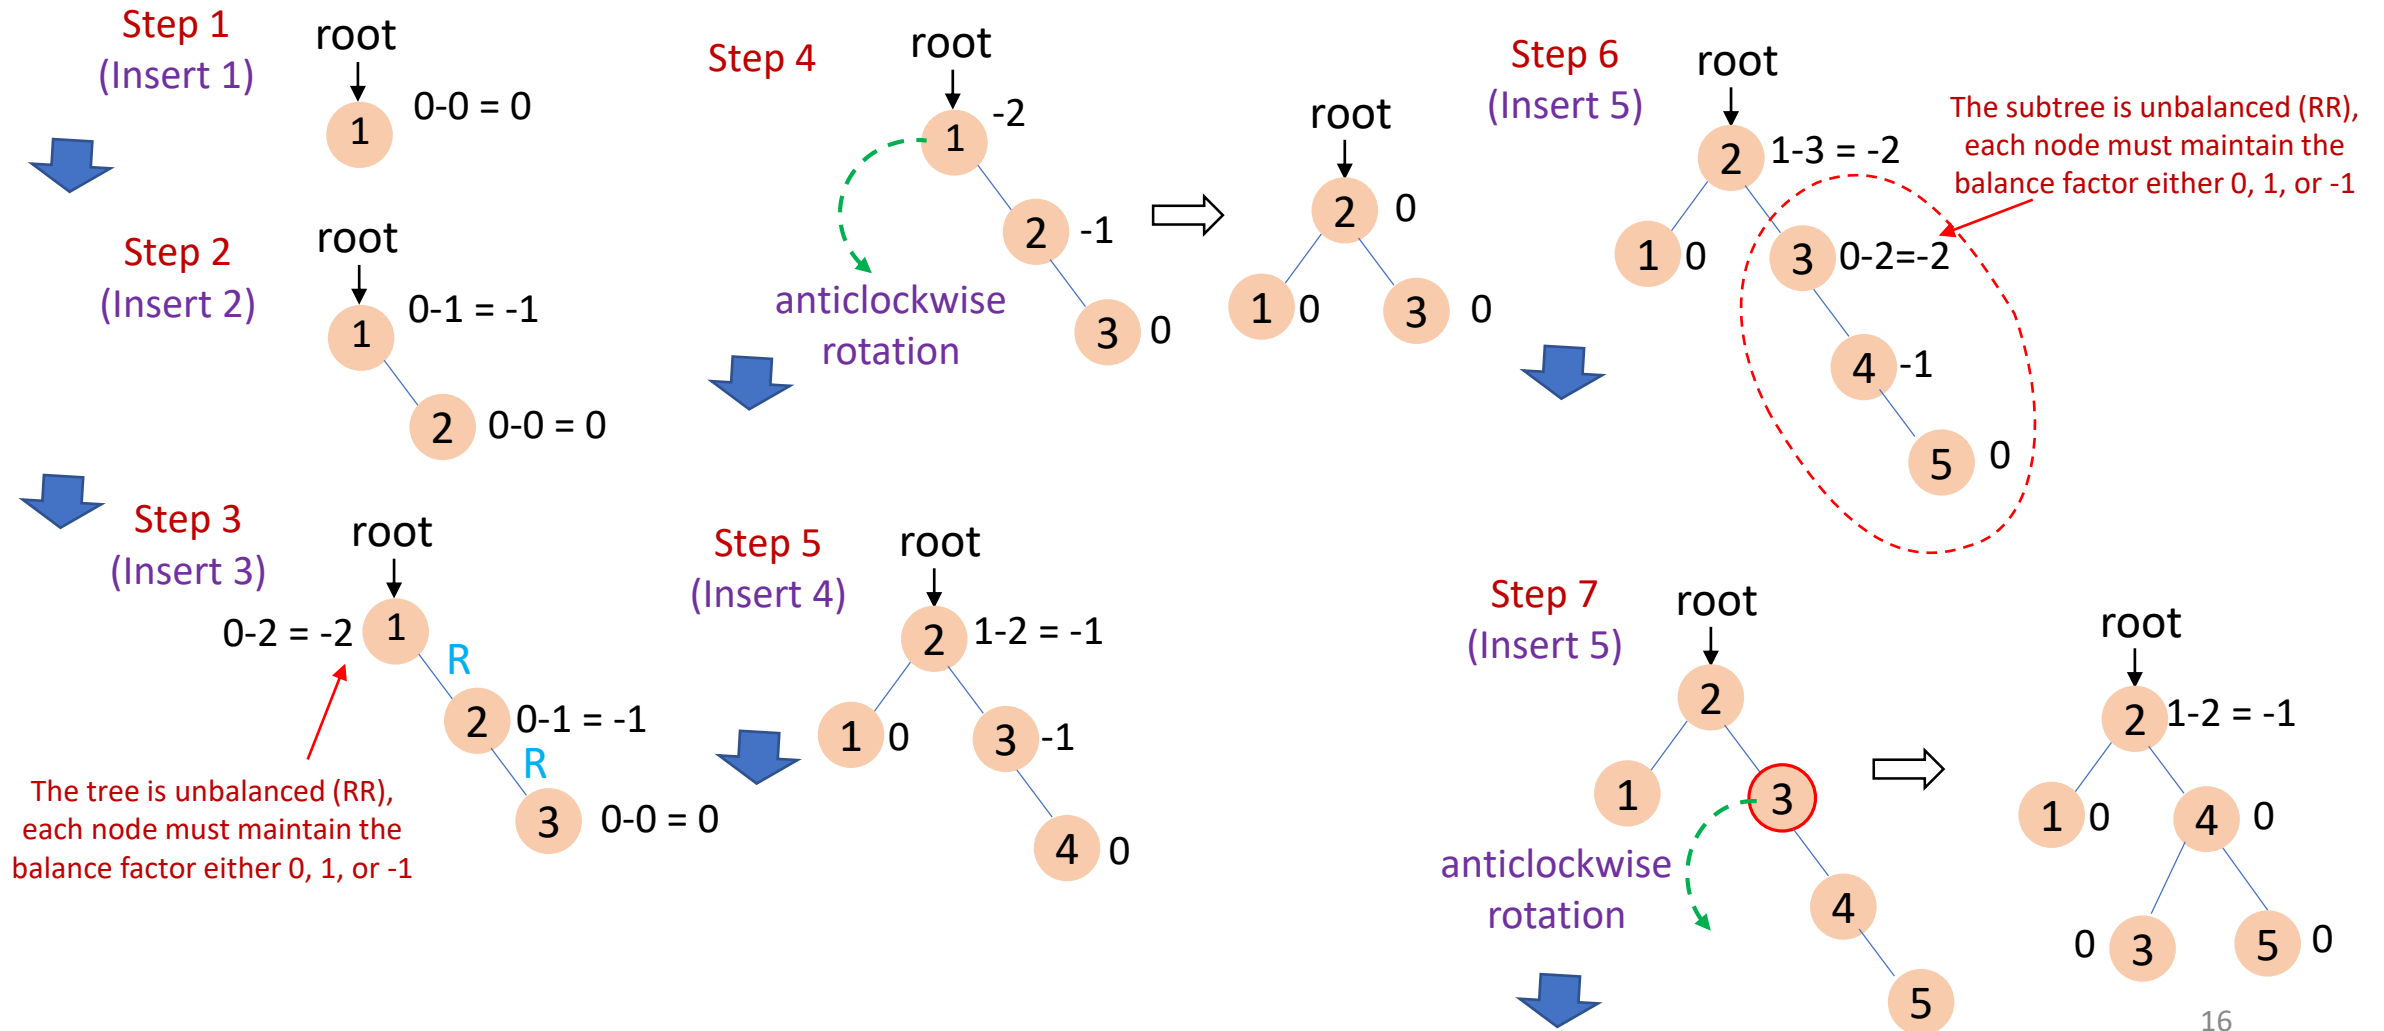 Step 1
(Insert 1)
root
1
0-0 = 0
Step 2
(Insert 2)
root
1
0-1 = -1
2
0-0 = 0
Step 3
(Insert 3)
root
0-2 = -2
1
R
2
0-1 = -1
R
3
0-0 = 0
The tree is unbalanced (RR),
each node must maintain the
balance factor either 0, 1, or -1
Step 4
root
1
-2
2
-1
3
0
anticlockwise
rotation
root
2
0
1
0
3
0
Step 5
(Insert 4)
root
2
1-2 = -1
1
0
3
-1
4
0
Step 6
(Insert 5)
root
2
1-3 = -2
1
0
3
0-2=-2
4
-1
5
0
The subtree is unbalanced (RR),
each node must maintain the
balance factor either 0, 1, or -1
Step 7
(Insert 5)
root
2
1
3
4
5
anticlockwise
rotation
root
2
1-2 = -1
1
0
4
0
0
3
5
0
16